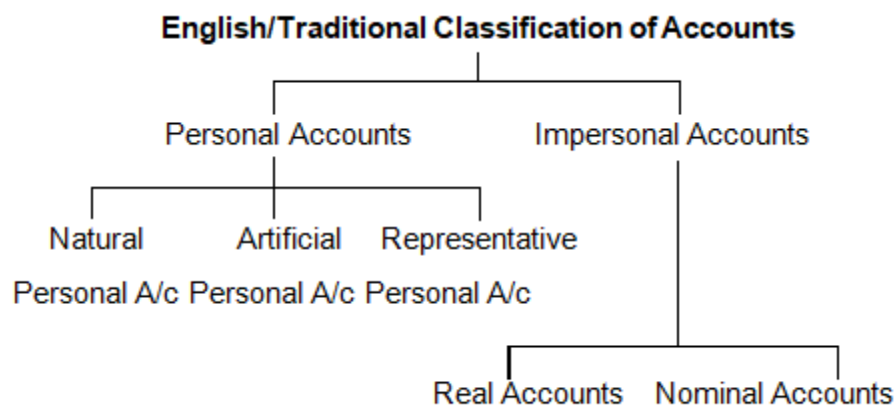 English/Traditional Classification of Accounts
Personal Accounts Impersonal Accounts
Natural Artificial Representative
Personal A/c Personal A/c Personal A/c
Real Accounts Nominal Accounts